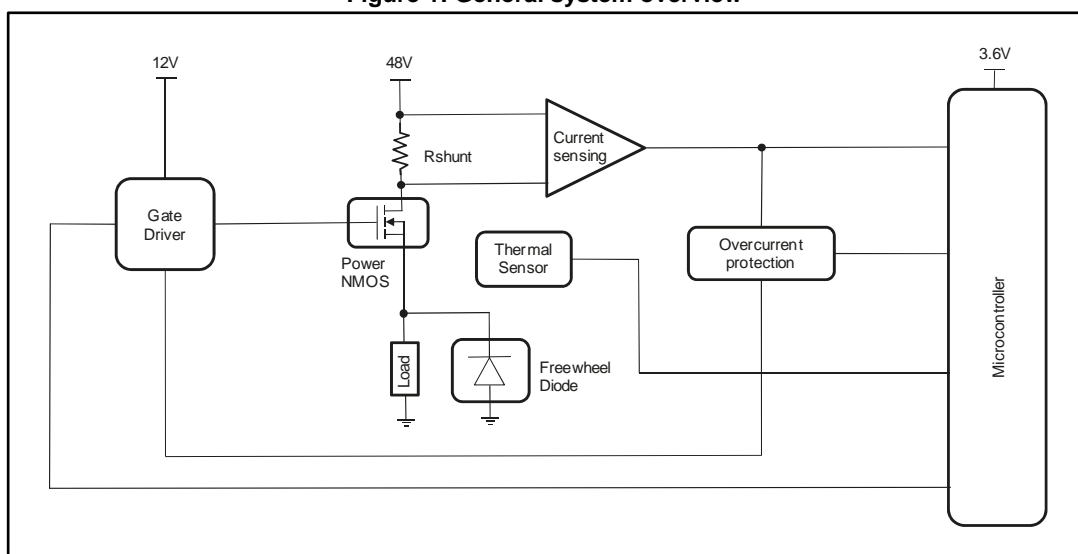 Figure 1. General system overview
12V
48V
3.6V
Rshunt
Current
sensing
Gate
Driver
Power
NMOS
Thermal
Sensor
Overcurrent
protection
Load
Freewheel
Diode
Microcontroller